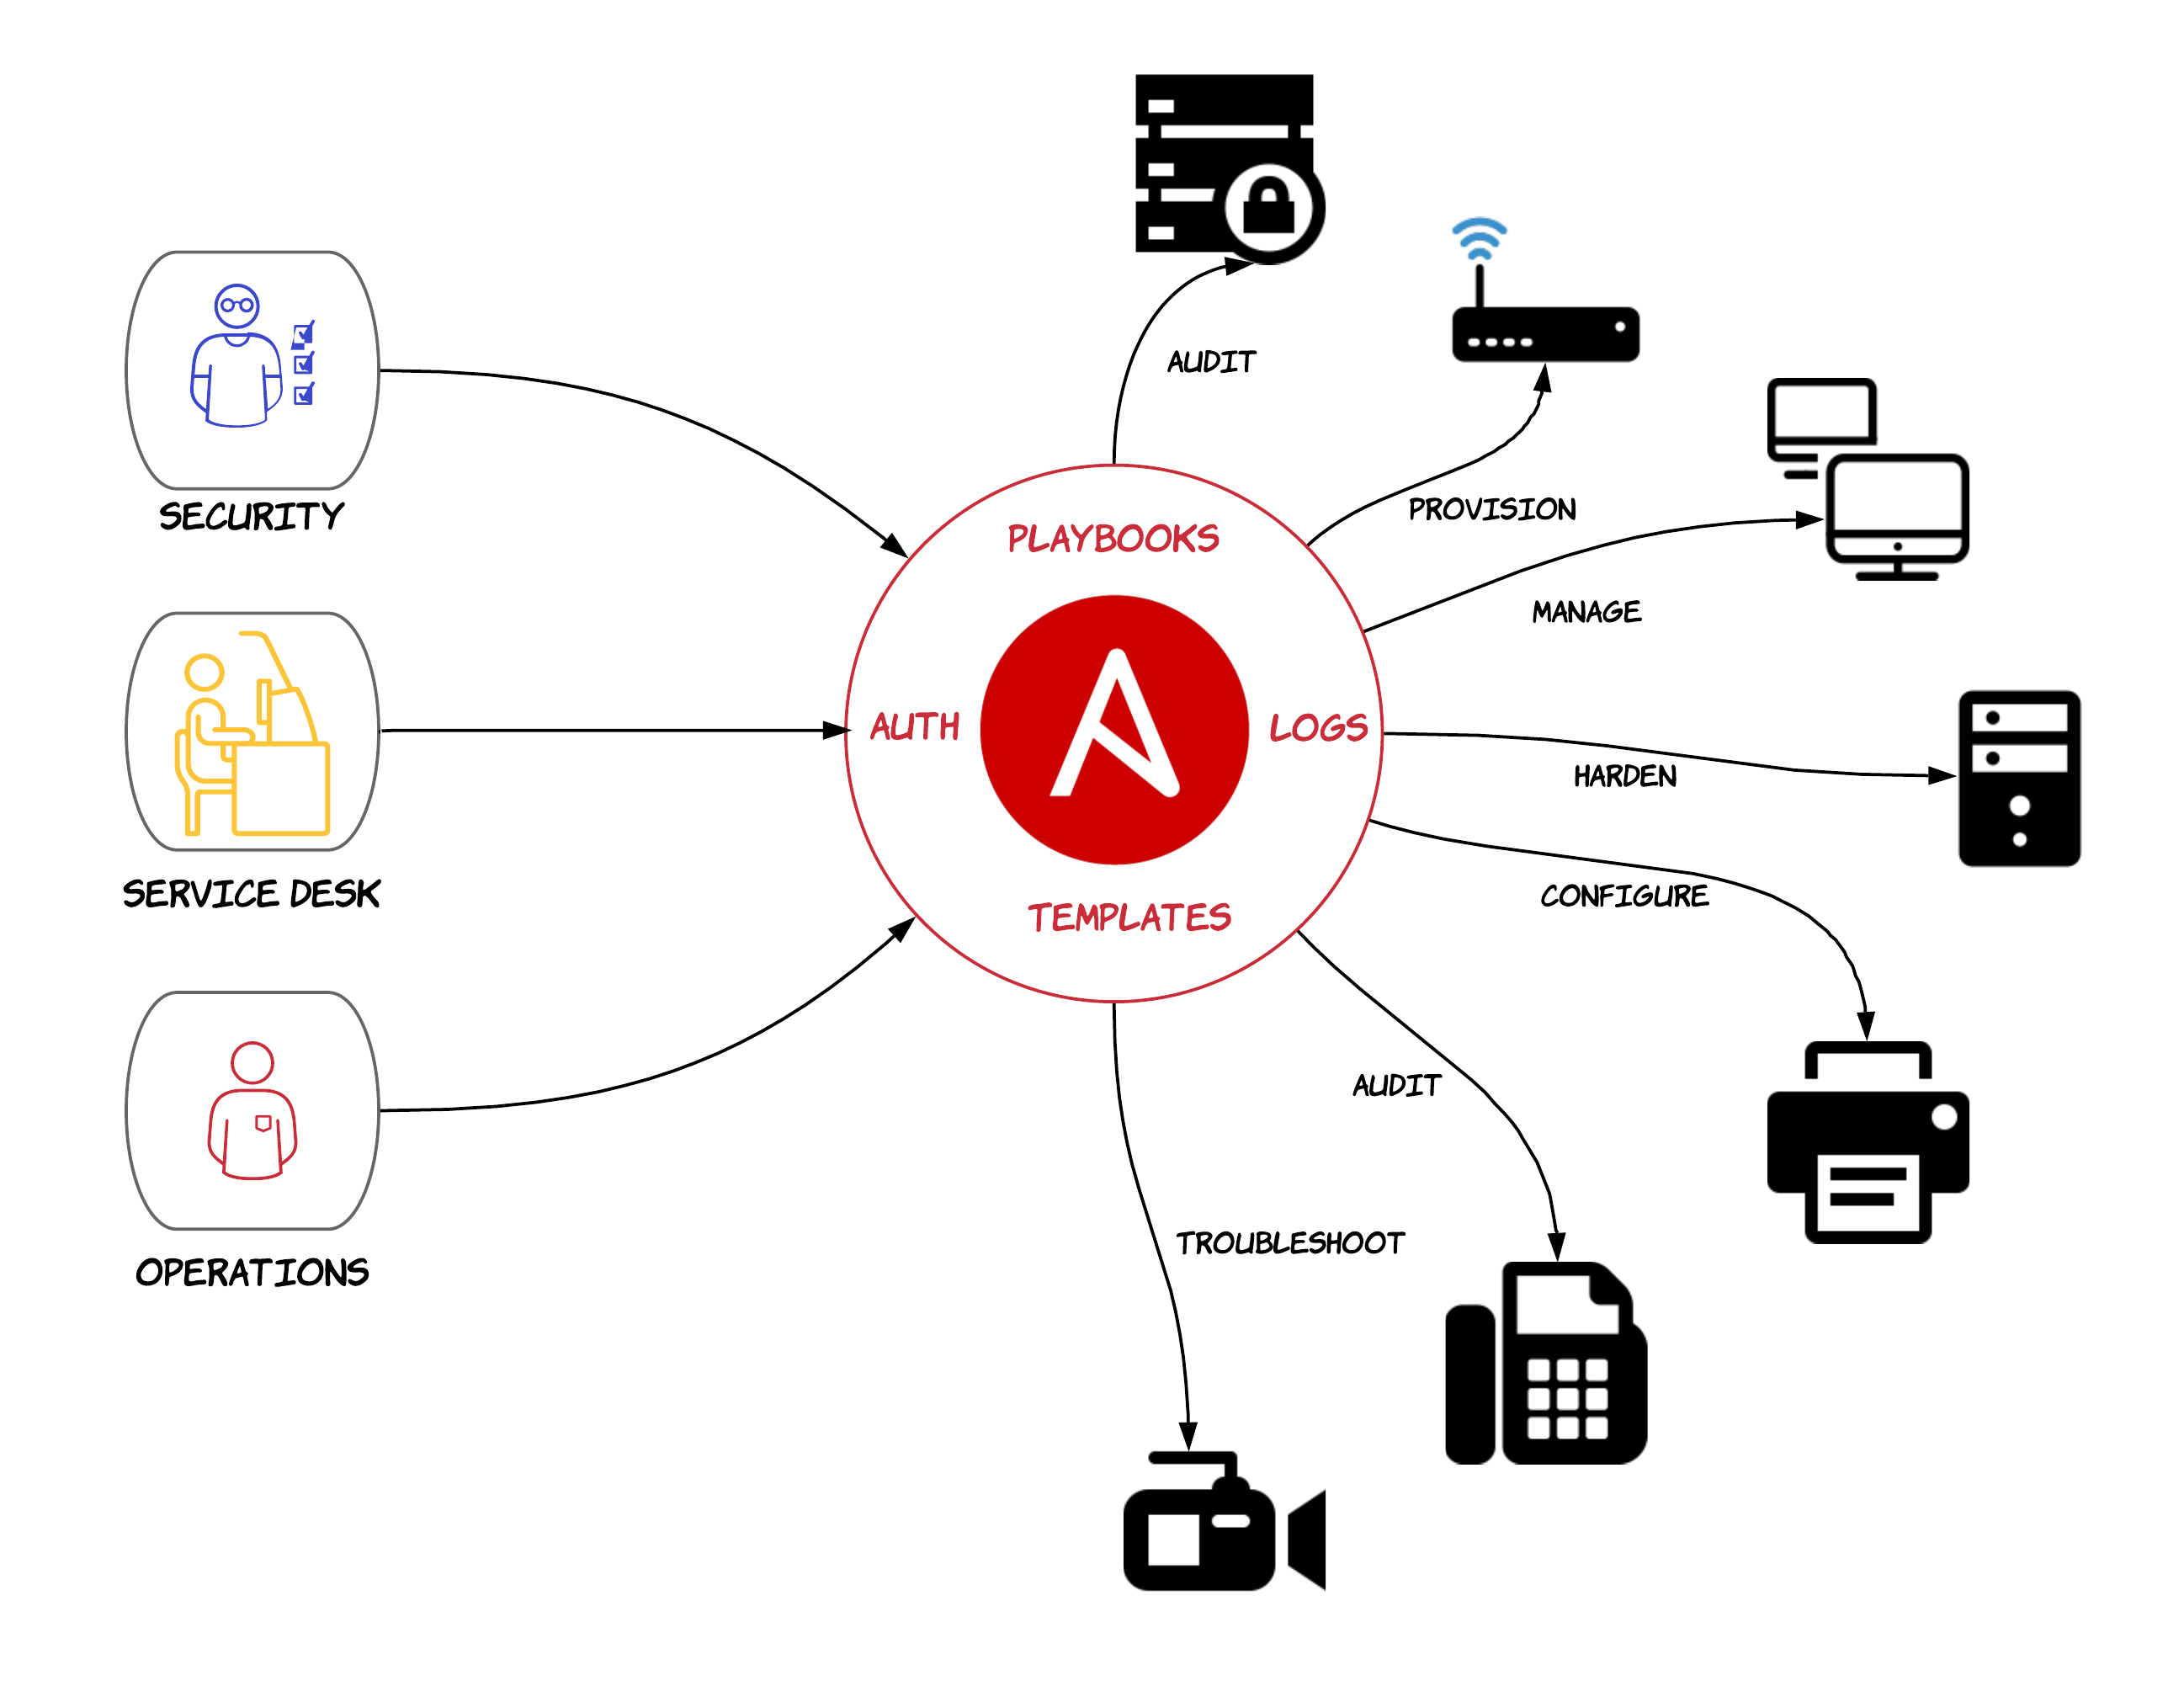 AUDIT
PROVISION
SECURITY
PLAYBOOKS
MANAGE
AUTH
LOGS
HARDEN
SERVICE DESK
CONFIGURE
TEMPLATES
AUDIT
TROUBLESHOOT
OPERATIONS